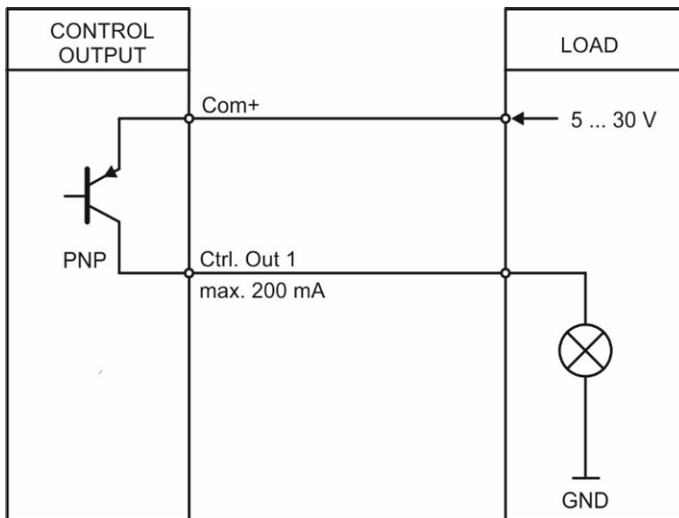 CONTROL
OUTPUT
LOAD
Com+
5 ... 30 V
PNP
Ctrl. Out 1
max. 200 mA
GND